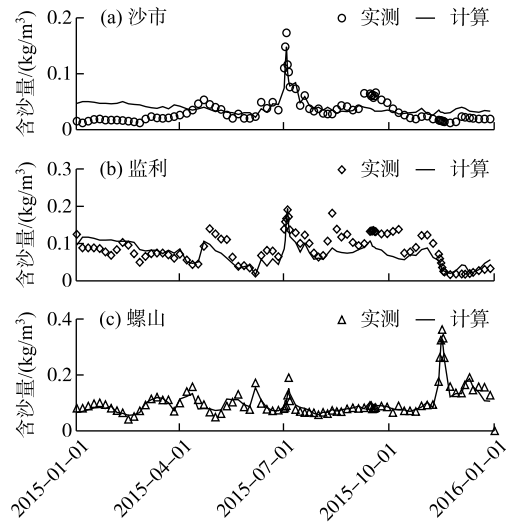 0.2
(a) 沙市
实测
计算
0.1
0
含沙量/(kg/m³)
0.3
(b) 监利
实测
计算
0.2
0.1
0
含沙量/(kg/m³)
0.4
(c) 螺山
实测
计算
0.2
0
含沙量/(kg/m³)
2015-01-01
2015-04-01
2015-07-01
2015-10-01
2016-01-01